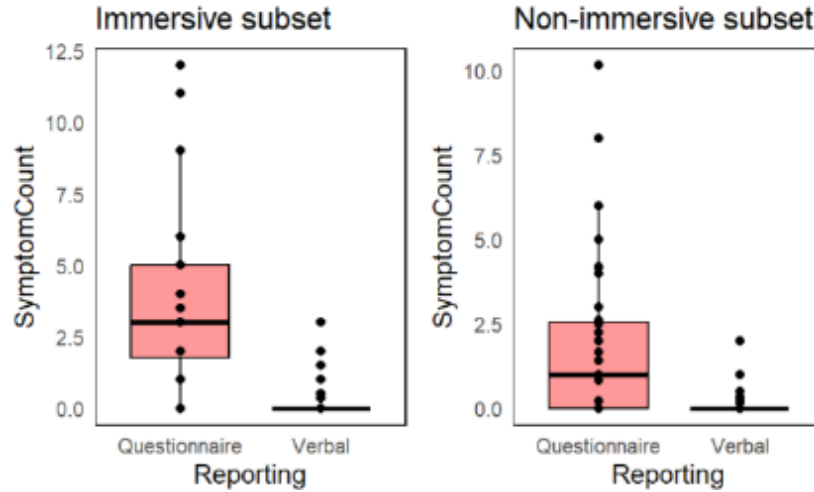 Immersive subset
12.5
10.0
7.5
5.0
2.5
0.0
SymptomCount
Questionnaire Verbal
Reporting
Non-immersive subset
10.0
7.5
5.0
2.5
0.0
SymptomCount
Questionnaire Verbal
Reporting